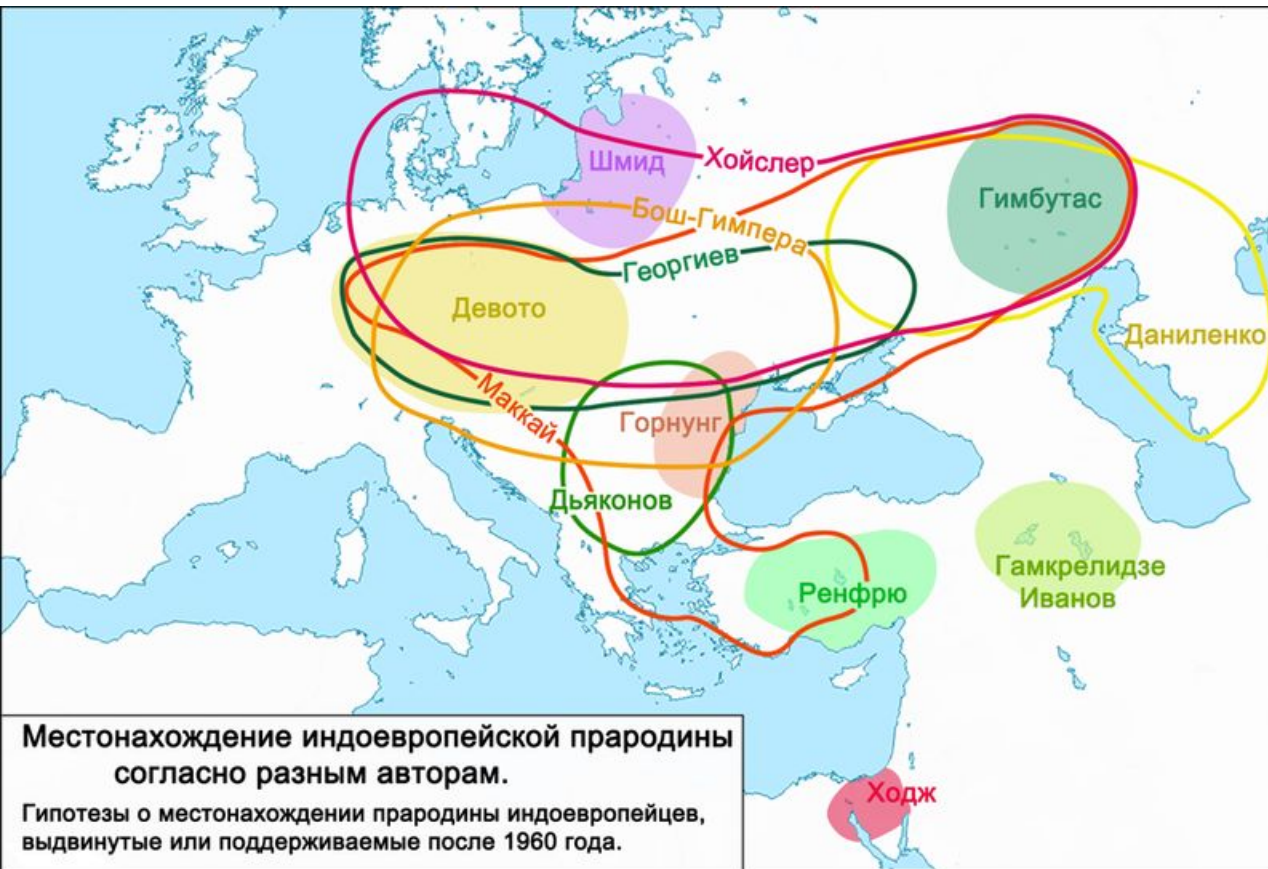 Шмид
Хойслер
Гимбутас
Бош-Гимпера
Георгиев
Девото
Даниленко
Маккай
Горнунг
Дьяконов
Гамкрелидзе
Иванов
Ренфрю
Местонахождение индоевропейской прародины
согласно разным авторам.
Гипотезы о местонахождении прародины индоевропейцев,
выдвинутые или поддерживаемые после 1960 года.
Ходж